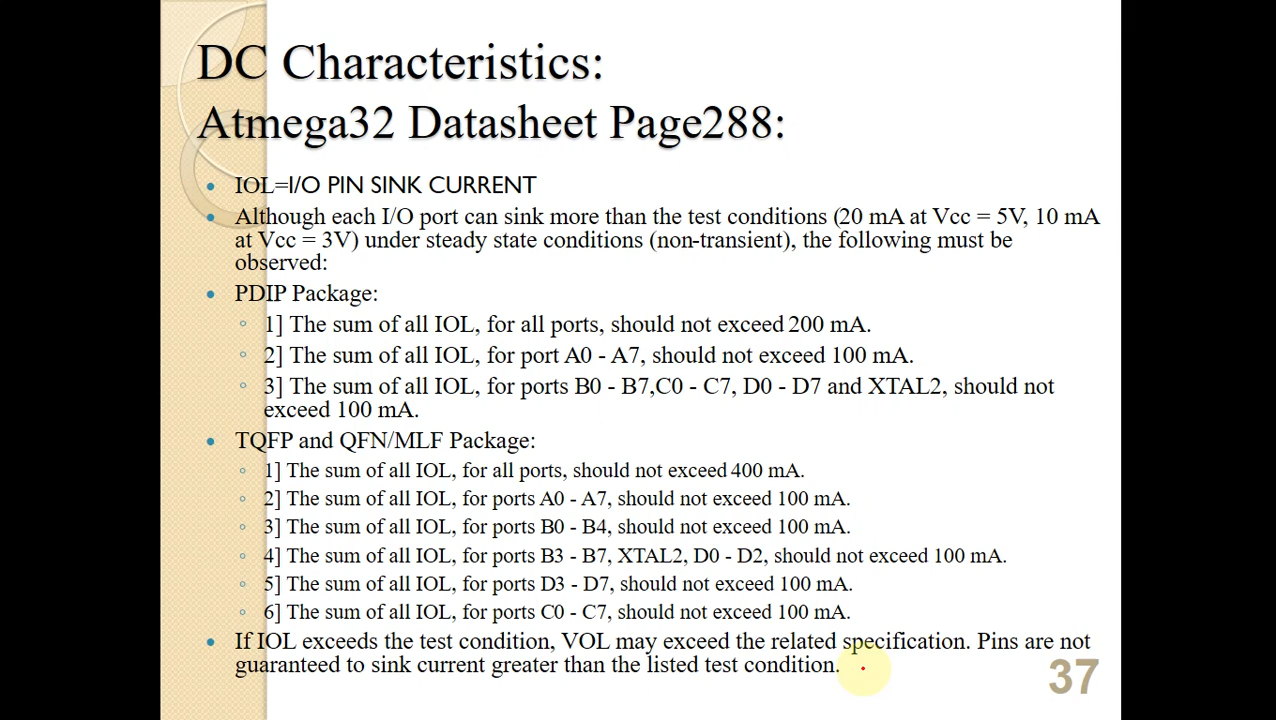 DC Characteristics:
Atmega32 Datasheet Page288:
IOL=I/O PIN SINK CURRENT
Although each I/O port can sink more than the test conditions (20 mA at Vcc = 5V, 10 mA
at Vcc = 3V) under steady state conditions (non-transient), the following must be
observed:
PDIP Package:
1] The sum of all IOL, for all ports, should not exceed 200 mA.
2] The sum of all IOL, for port A0 - A7, should not exceed 100 mA.
3] The sum of all IOL, for ports B0 - B7,C0 - C7, D0 - D7 and XTAL2, should not
exceed 100 mA.
TQFP and QFN/MLF Package:
1] The sum of all IOL, for all ports, should not exceed 400 mA.
2] The sum of all IOL, for ports A0 - A7, should not exceed 100 mA.
3] The sum of all IOL, for ports B0 - B4, should not exceed 100 mA.
4] The sum of all IOL, for ports B3 - B7, XTAL2, D0 - D2, should not exceed 100 mA.
5] The sum of all IOL, for ports D3 - D7, should not exceed 100 mA.
6] The sum of all IOL, for ports C0 - C7, should not exceed 100 mA.
If IOL exceeds the test condition, VOL may exceed the related specification. Pins are not
guaranteed to sink current greater than the listed test condition.
37